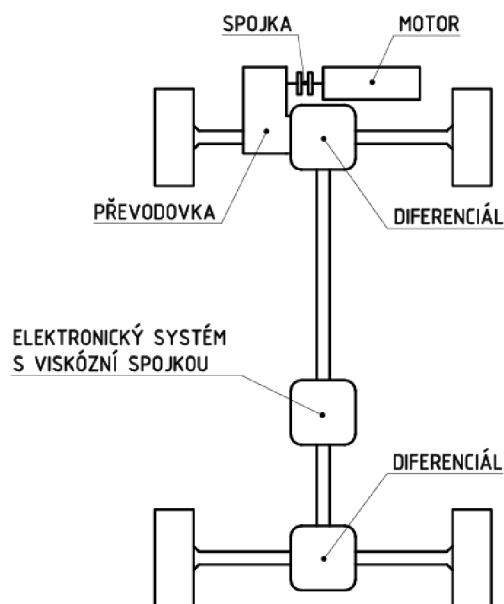 SPOJKA
MOTOR
PŘEVODOVKA
DIFERENCIÁL
ELEKTRONICKÝ SYSTÉM
S VISKÓZNÍ SPOJKOU
DIFERENCIÁL